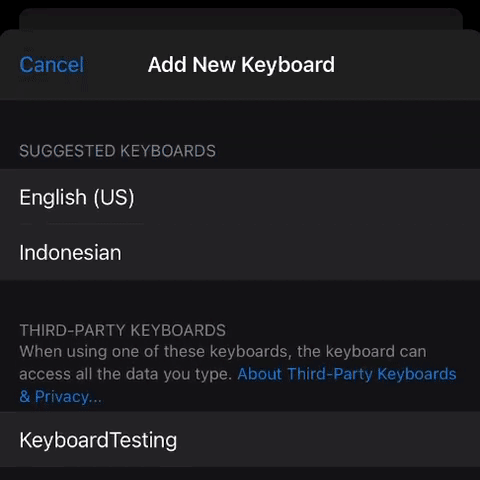 Cancel Add New Keyboard
SUGGESTED KEYBOARDS
English (US)
Indonesian
THIRD-PARTY KEYBOARDS
When using one of these keyboards, the keyboard can
access all the data you type. About Third-Party Keyboards
& Privacy...
KeyboardTesting